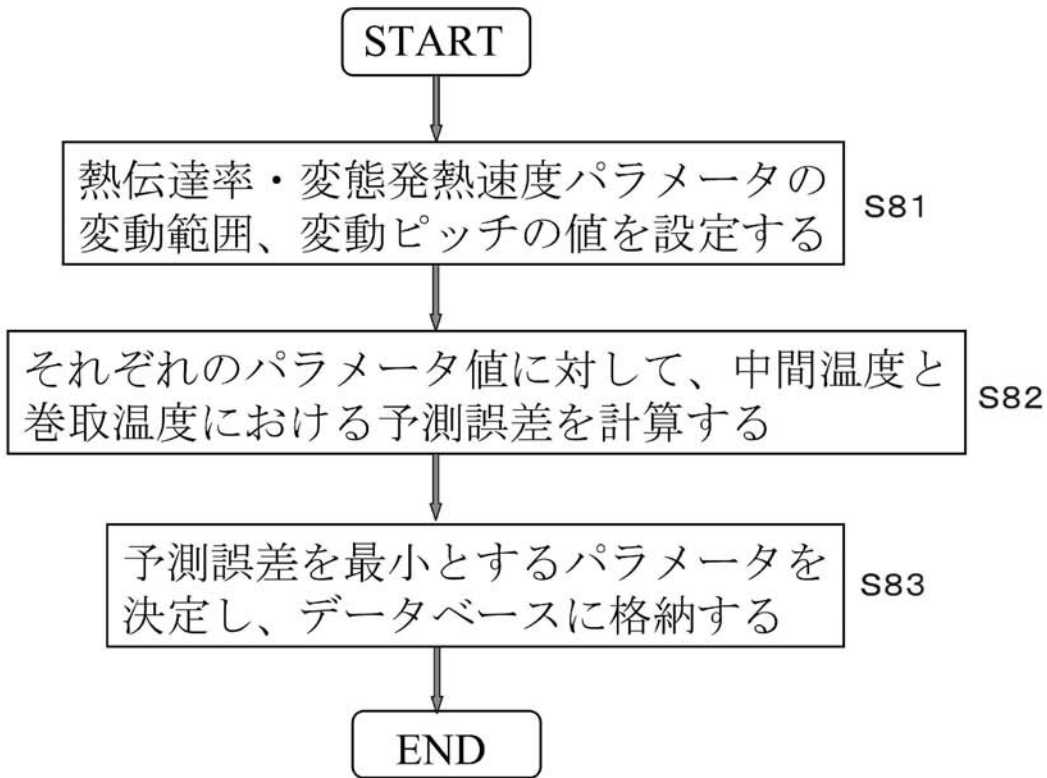 START
熱伝達率・変態発熱速度パラメータの
変動範囲、変動ピッチの値を設定する
S81
それぞれのパラメータ値に対して、中間温度と
巻取温度における予測誤差を計算する
S82
予測誤差を最小とするパラメータを
決定し、データベースに格納する
S83
END